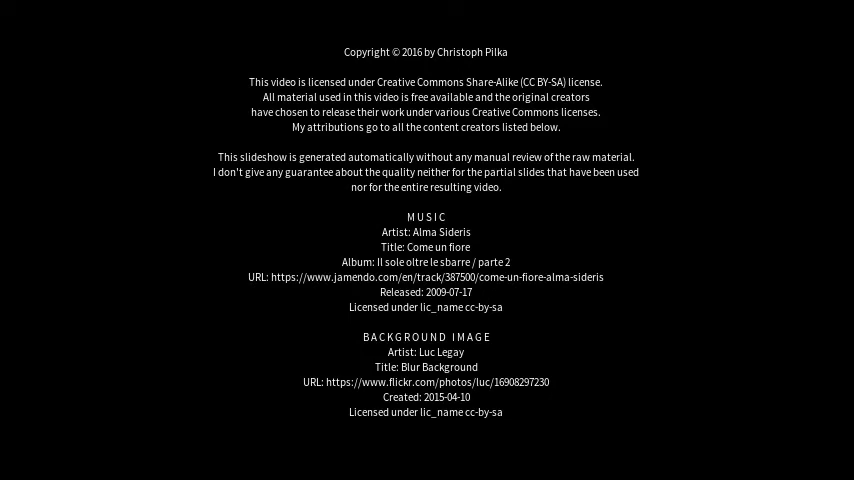 Copyright © 2016 by Christoph Pilka
This video is licensed under Creative Commons Share-Alike (CC BY-SA) license.
All material used in this video is free available and the original creators
have chosen to release their work under various Creative Commons licenses.
My attributions go to all the content creators listed below.
This slideshow is generated automatically without any manual review of the raw material.
I don't give any guarantee about the quality neither for the partial slides that have been used
nor for the entire resulting video.
MUSIC
Artist: Alma Sideris
Title: Come un fiore
Album: II sole oltre le sbarre / parte 2
URL: https://www.jamendo.com/en/track/387500/come-un-fiore-alma-sideris
Released: 2009-07-17
Licensed under lic_name cc-by-sa
BACKGROUND IMAGE
Artist: Luc Legay
Title: Blur Background
URL: https://www.flickr.com/photos/luc/16908297230
Created: 2015-04-10
Licensed under lic_name cc-by-sa